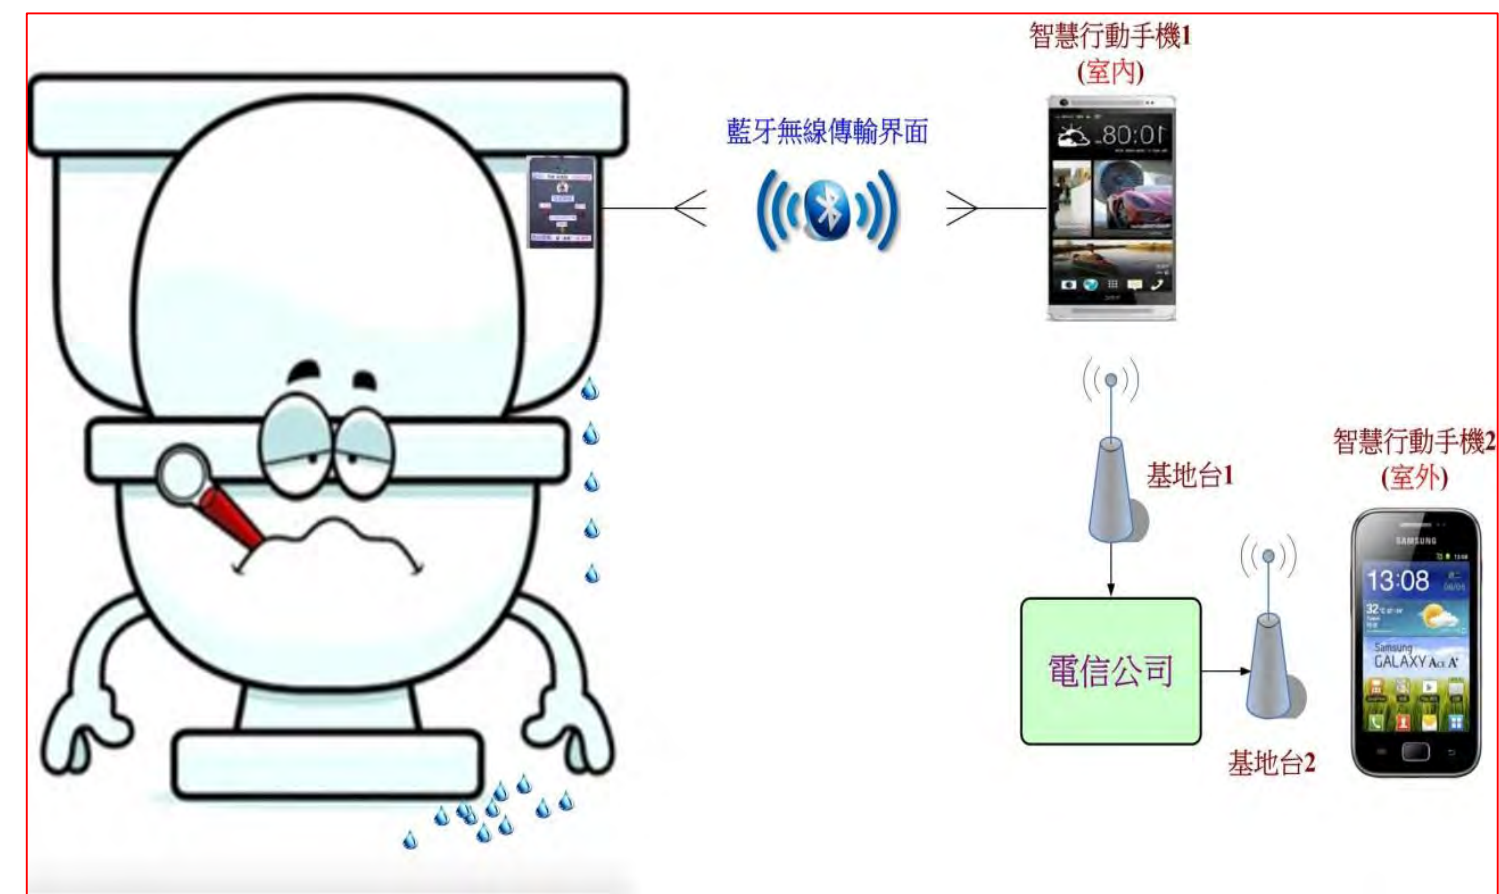 智慧行動手機1
(室內)
藍牙無線傳輸界面
08:01
智慧行動手機2
(室外)
基地台1
SAMSUNG
13:08
32
Samsung
GALAXY Ace A+
電信公司
基地台2